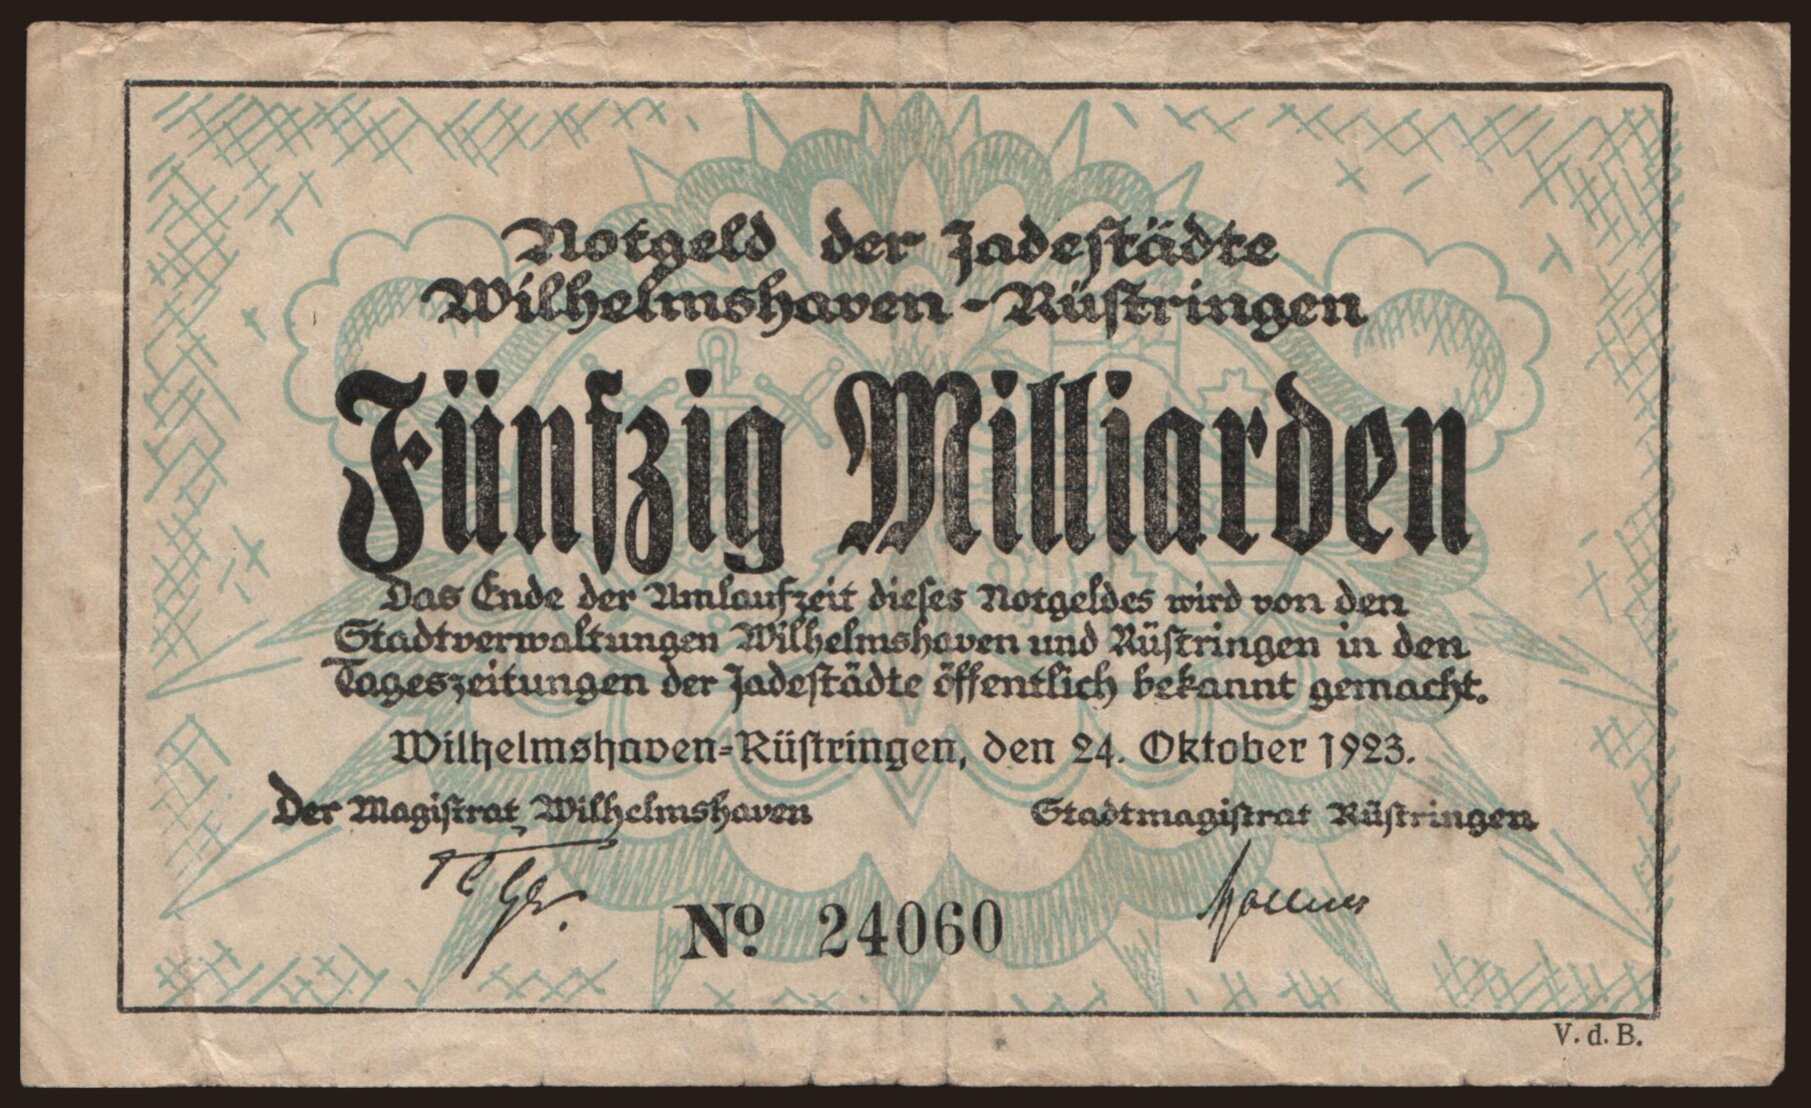 Notgeld der Jadestädte
Wilhelmshaven-Rüstringen
Fünfzig Milliarden
Das Ende der Umlaufzeit dieses Notgeldes wird von den
Stadtverwaltungen Wilhelmshaven und Rüstringen in den
Tageszeitungen der Jadestädte öffentlich bekannt gemacht.
Wilhelmshaven-Rüstringen, den 24. Oktober 1923.
Der Magistrat Wilhelmshaven
Stadtmagistrat Rüstringen
No 24060
V. d. B.